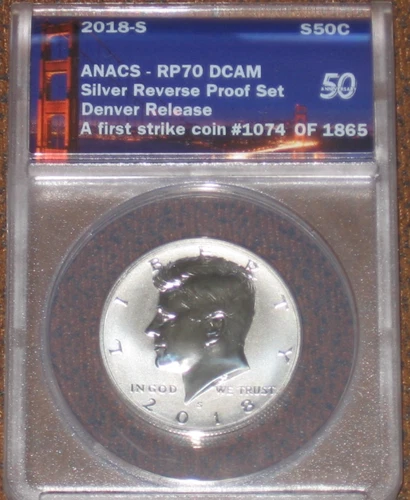 2018-S S50C
ANACS - RP70 DCAM
Silver Reverse Proof Set
Denver Release
50
ANNIVERSARY
A first strike coin #1074 OF 1865
LIBERTY
IN GOD WE TRUST
S
2018